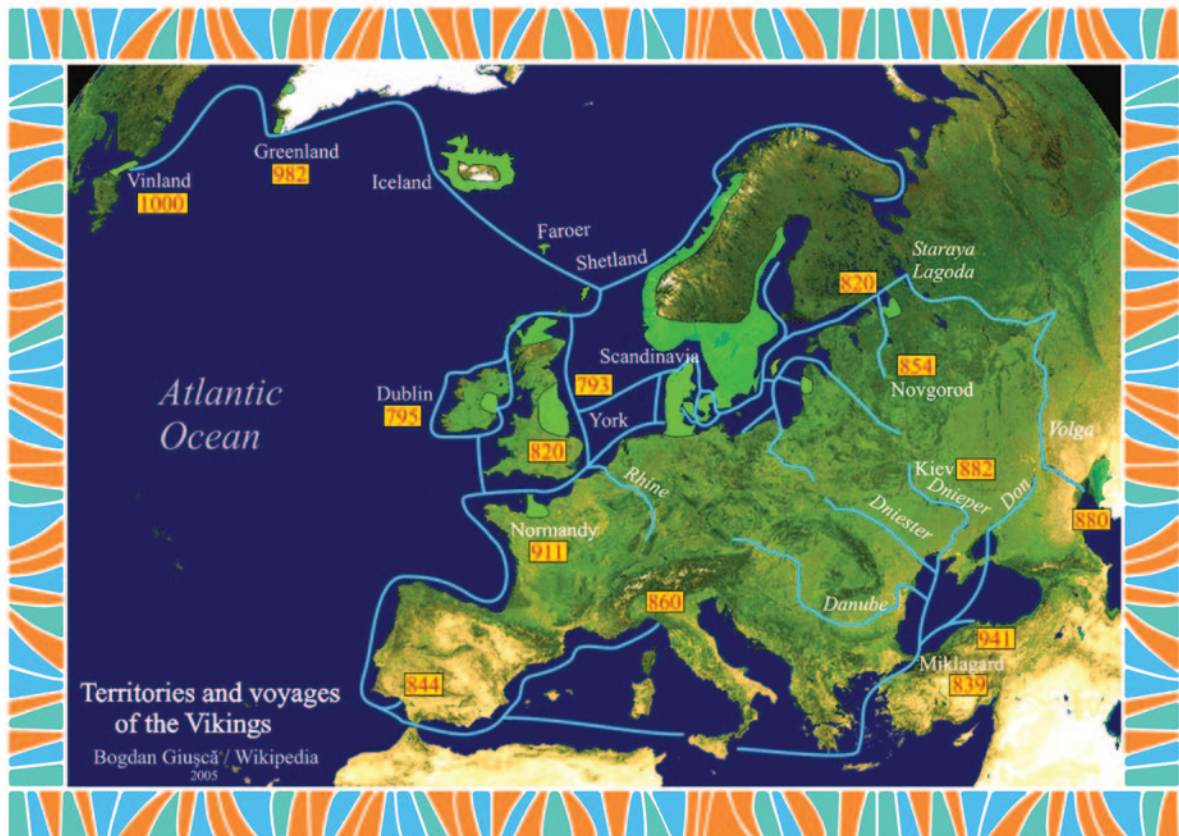 Greenland
982
Vinland
1000
Iceland
Faroer
Shetland
Staraya
Lagoda
820
Scandinavia
793
854
Novgorod
Dublin
795
York
Atlantic
Ocean
820
Volga
Kiev 882
Rhine
Dnieper
Don
Dniester
880
Normandy
911
Danube
860
941
Miklagard
839
844
Territories and voyages
of the Vikings
Bogdan Giuşcă / Wikipedia
2005